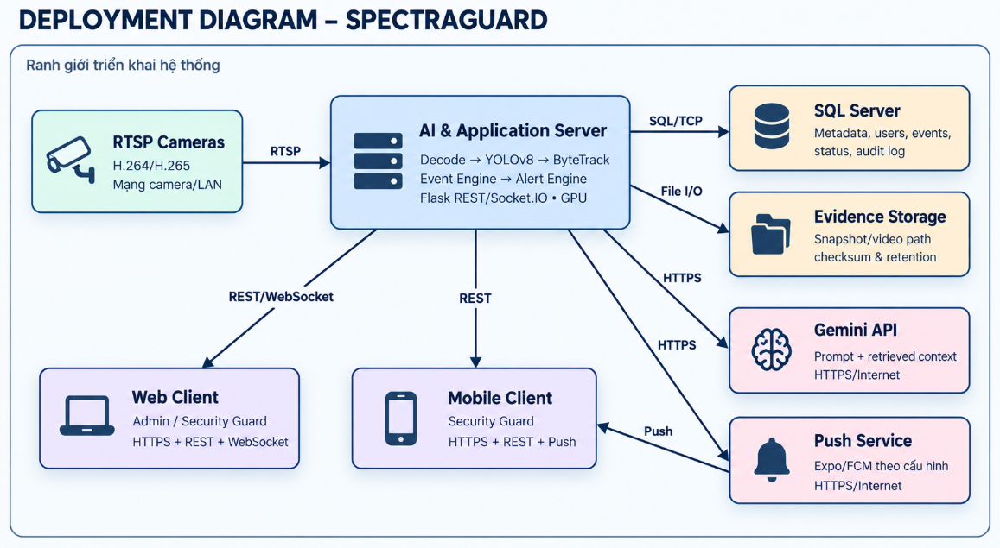 DEPLOYMENT DIAGRAM – SPECTRAGUARD
Ranh giới triển khai hệ thống
RTSP Cameras
H.264/H.265
Mạng camera/LAN
RTSP
AI & Application Server
Decode → YOLOv8 → ByteTrack
Event Engine → Alert Engine
Flask REST/Socket.IO • GPU
SQL/TCP
SQL Server
Metadata, users, events,
status, audit log
File I/O
Evidence Storage
Snapshot/video path
checksum & retention
HTTPS
Gemini API
Prompt + retrieved context
HTTPS/Internet
REST/WebSocket
REST
HTTPS
Web Client
Admin / Security Guard
HTTPS + REST + WebSocket
Mobile Client
Security Guard
HTTPS + REST + Push
Push
Push Service
Expo/FCM theo cấu hình
HTTPS/Internet